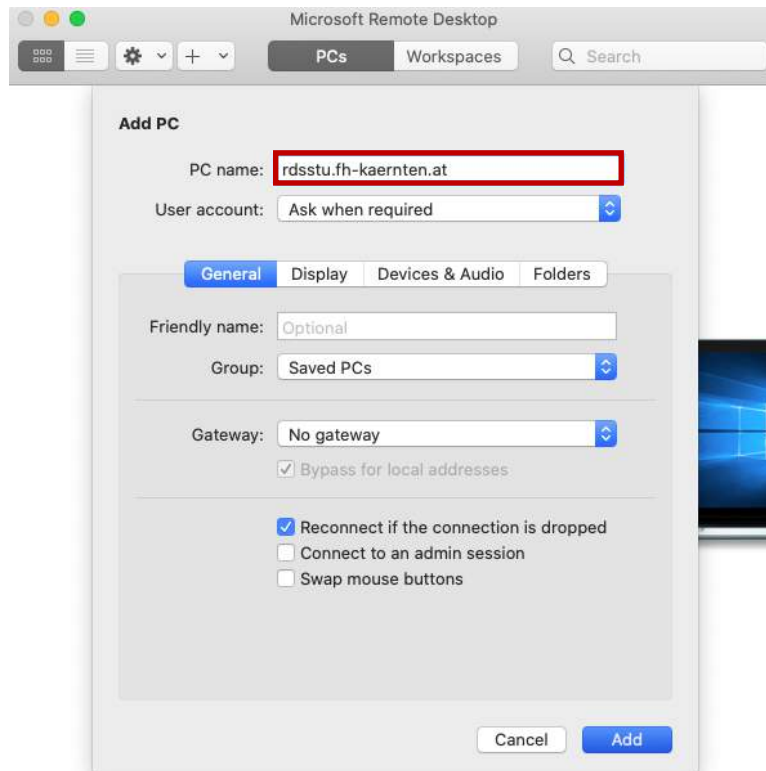 Microsoft Remote Desktop
PCs Workspaces Search
Add PC
PC name: rdsstu.fh-kaernten.at
User account: Ask when required
General Display Devices & Audio Folders
Friendly name: Optional
Group: Saved PCs
Gateway: No gateway
Bypass for local addresses
Reconnect if the connection is dropped
Connect to an admin session
Swap mouse buttons
Cancel Add